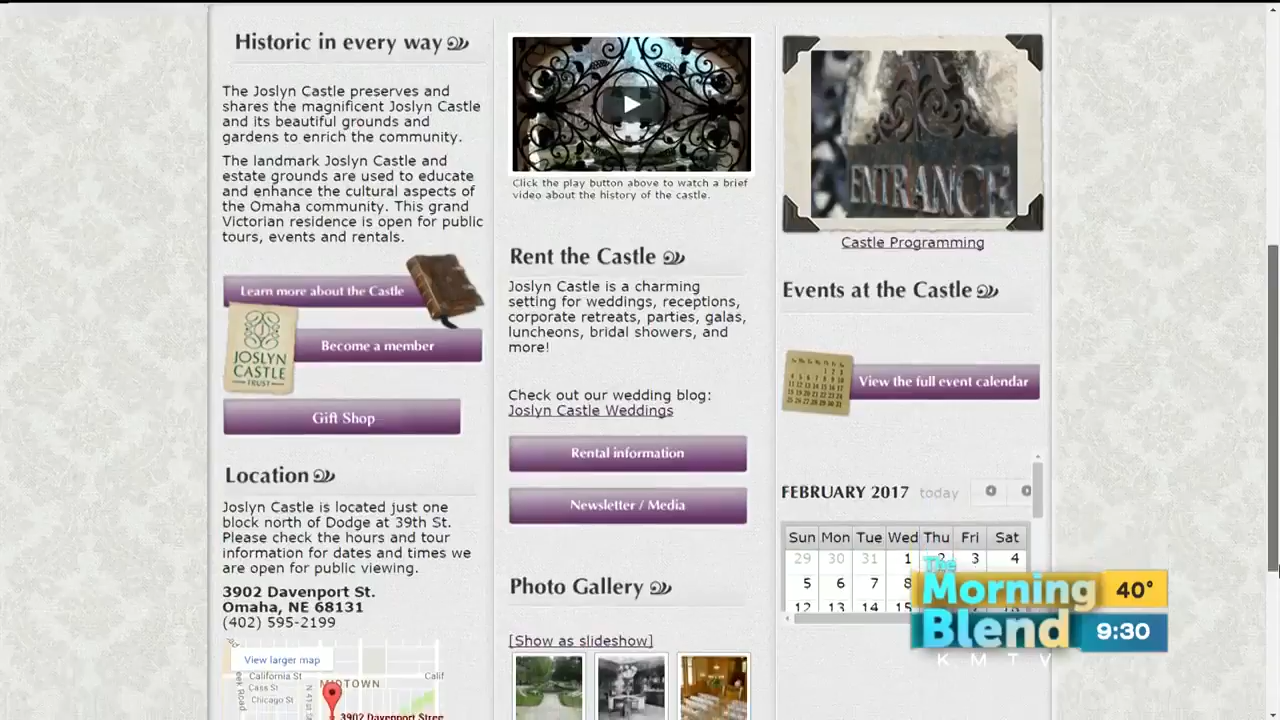 Historic in every way
The Joslyn Castle preserves and
shares the magnificent Joslyn Castle
and its beautiful grounds and
gardens to enrich the community.
The landmark Joslyn Castle and
estate grounds are used to educate
and enhance the cultural aspects of
the Omaha community. This grand
Victorian residence is open for public
tours, events and rentals.
Learn more about the Castle
JOSLYN
CASTLE
TRUST
Become a member
Gift Shop
Location
Joslyn Castle is located just one
block north of Dodge at 39th St.
Please check the hours and tour
information for dates and times we
are open for public viewing.
3902 Davenport St.
Omaha, NE 68131
(402) 595-2199
View larger map
California St
Calif
Cass St
Chicago St
MIDTOWN
N 41st
3902 Davenport Stree
Click the play button above to watch a brief
video about the history of the castle.
Rent the Castle
Joslyn Castle is a charming
setting for weddings, receptions,
corporate retreats, parties, galas,
luncheons, bridal showers, and
more!
Check out our wedding blog:
Joslyn Castle Weddings
Rental information
Newsletter / Media
Photo Gallery
[Show as slideshow]
ENTRANCE
Castle Programming
Events at the Castle
View the full event calendar
FEBRUARY 2017 today
Sun Mon Tue Wed Thu Fri Sat
29 30 31 1 2 3 4
5 6 7 8
12 13 14 15
The
Morning
Blend
KMTV
40°
9:30